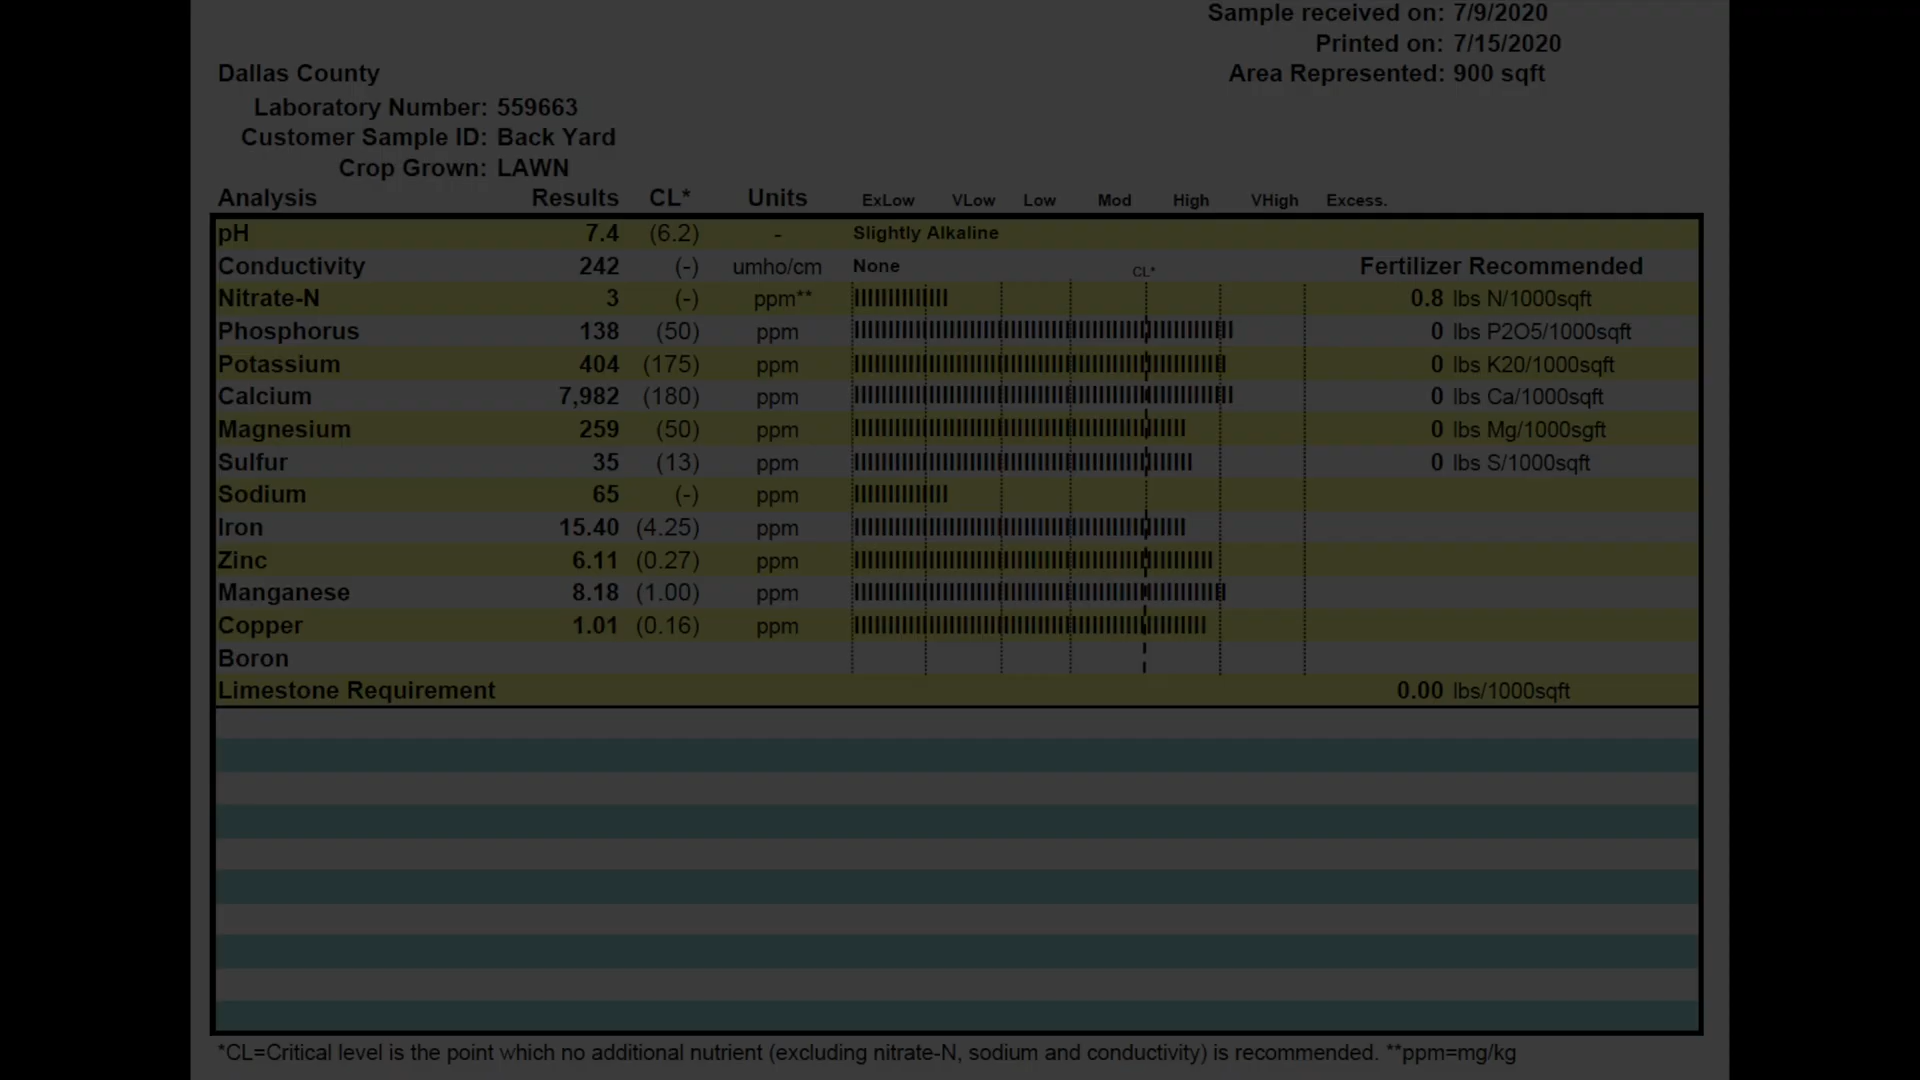 Sample received on: 7/9/2020
Printed on: 7/15/2020
Dallas County Area Represented: 900 sqft
Laboratory Number: 559663
Customer Sample ID: Back Yard
Crop Grown: LAWN
Analysis Results CL* Units ExLow VLow Low Mod High VHigh Excess.
pH 7.4 (6.2) - Slightly Alkaline
Conductivity 242 (-) umho/cm None CL* Fertilizer Recommended
Nitrate-N 3 (-) ppm** 0.8 lbs N/1000sqft
Phosphorus 138 (50) ppm 0 lbs P2O5/1000sqft
Potassium 404 (175) ppm 0 lbs K20/1000sqft
Calcium 7,982 (180) ppm 0 lbs Ca/1000sqft
Magnesium 259 (50) ppm 0 lbs Mg/1000sgft
Sulfur 35 (13) ppm 0 lbs S/1000sqft
Sodium 65 (-) ppm
Iron 15.40 (4.25) ppm
Zinc 6.11 (0.27) ppm
Manganese 8.18 (1.00) ppm
Copper 1.01 (0.16) ppm
Boron
Limestone Requirement 0.00 lbs/1000sqft
*CL=Critical level is the point which no additional nutrient (excluding nitrate-N, sodium and conductivity) is recommended. **ppm=mg/kg